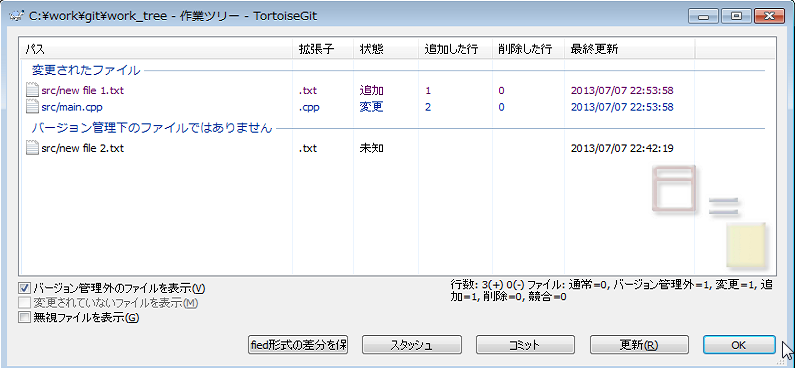 C:¥work¥git¥work_tree - 作業ツリー - TortoiseGit
パス 拡張子 状態 追加した行 削除した行 最終更新
変更されたファイル
src/new file 1.txt .txt 追加 1 0 2013/07/07 22:53:58
src/main.cpp .cpp 変更 2 0 2013/07/07 22:53:58
バージョン管理下のファイルではありません
src/new file 2.txt .txt 未知 2013/07/07 22:42:19
バージョン管理外のファイルを表示(V)
変更されていないファイルを表示(M)
無視ファイルを表示(G)
行数: 3(+) 0(-) ファイル: 通常=0, バージョン管理外=1, 変更=1, 追
加=1, 削除=0, 競合=0
fied形式の差分を保 スタッシュ コミット 更新(R) OK